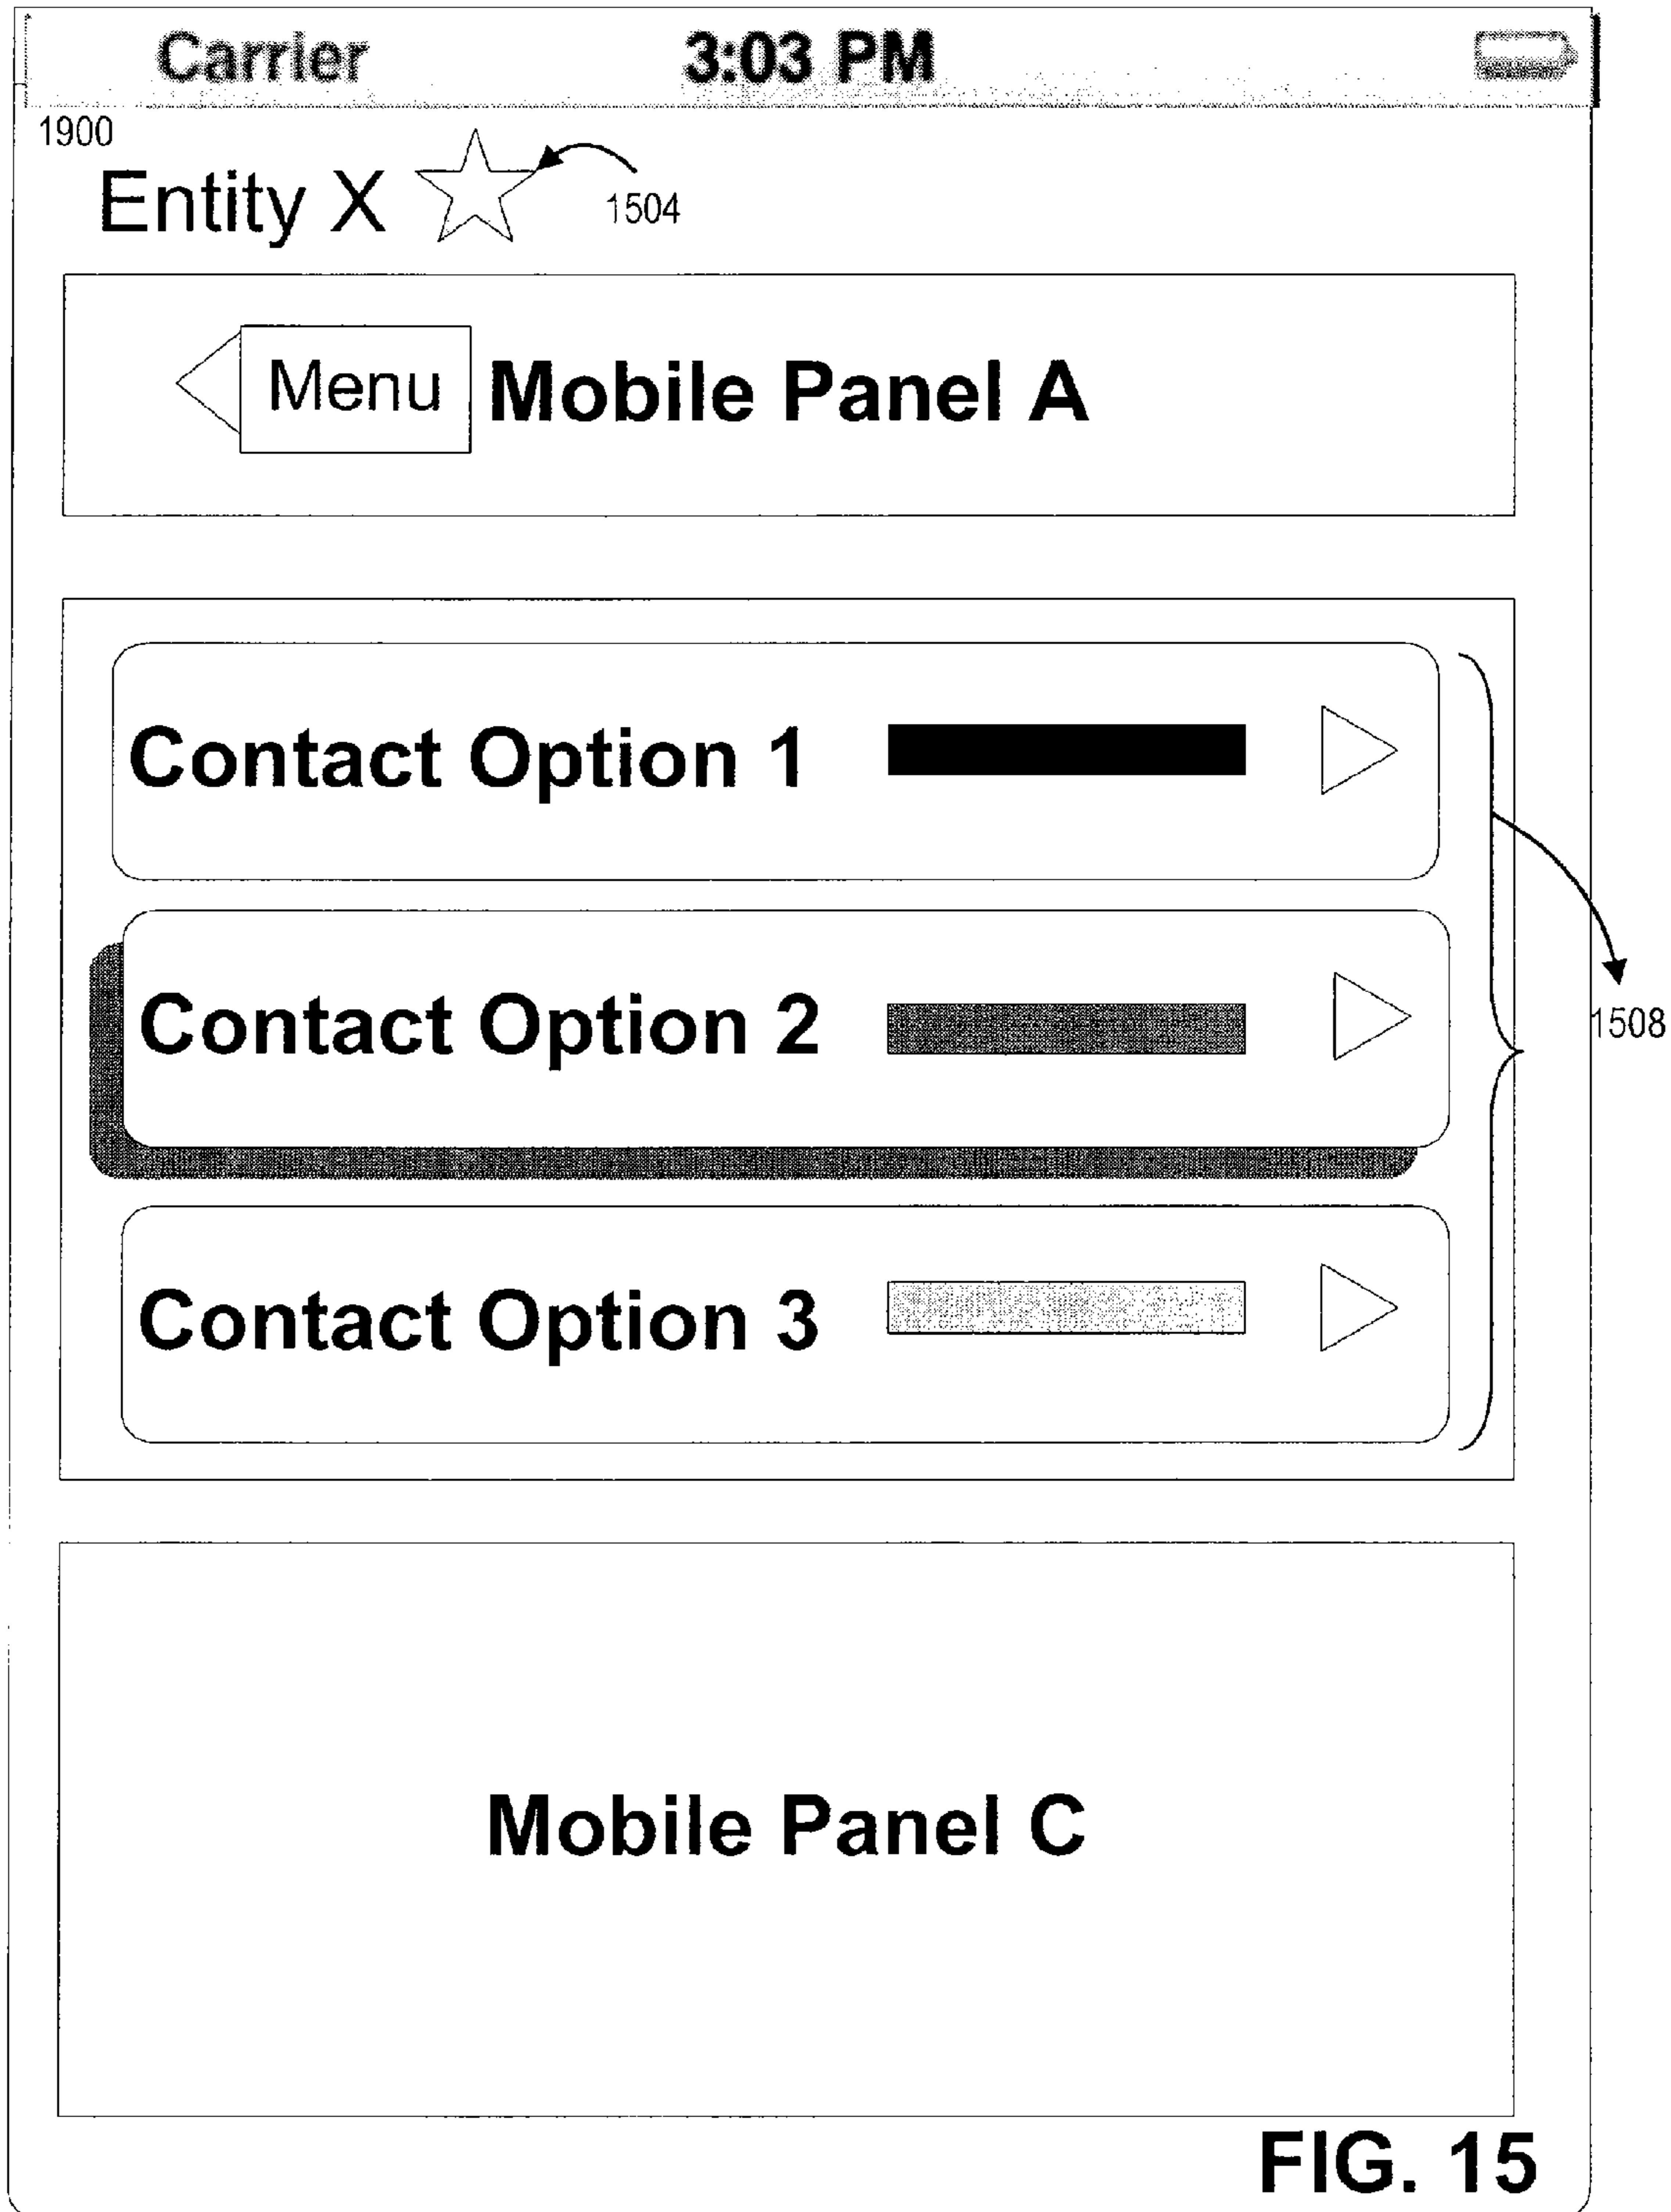 Carrier 3:03 PM
1900
Entity X
1504
Menu Mobile Panel A
Contact Option 1
Contact Option 2
1508
Contact Option 3
Mobile Panel C
FIG. 15